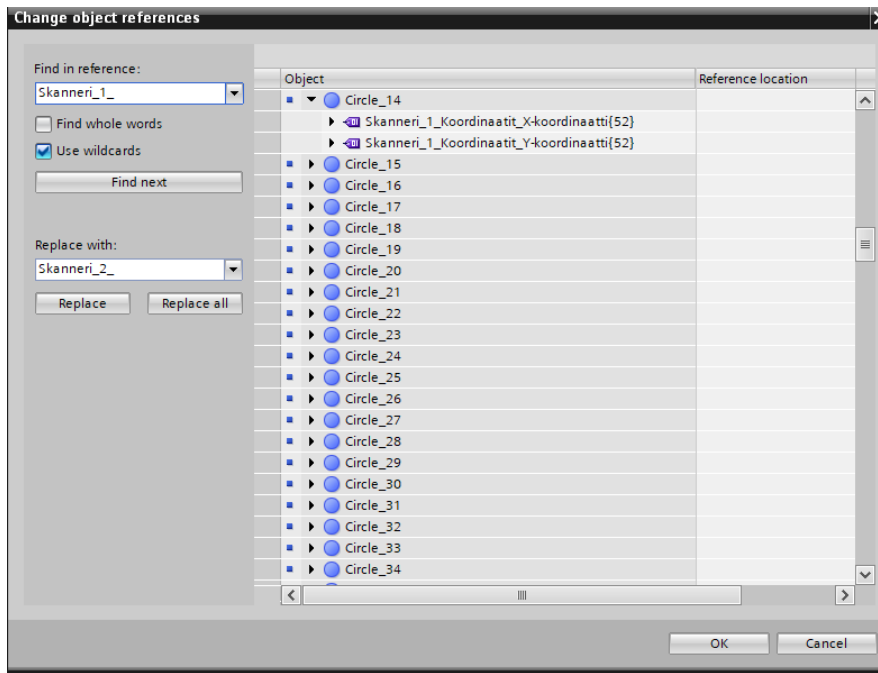 Change object references
Find in reference:
Skanneri_1_
Find whole words
Use wildcards
Find next
Replace with:
Skanneri_2_
Replace
Replace all
Object
Reference location
Circle_14
Skanneri_1_Koordinaatit_X-koordinaatti{52}
Skanneri_1_Koordinaatit_Y-koordinaatti{52}
Circle_15
Circle_16
Circle_17
Circle_18
Circle_19
Circle_20
Circle_21
Circle_22
Circle_23
Circle_24
Circle_25
Circle_26
Circle_27
Circle_28
Circle_29
Circle_30
Circle_31
Circle_32
Circle_33
Circle_34
OK
Cancel